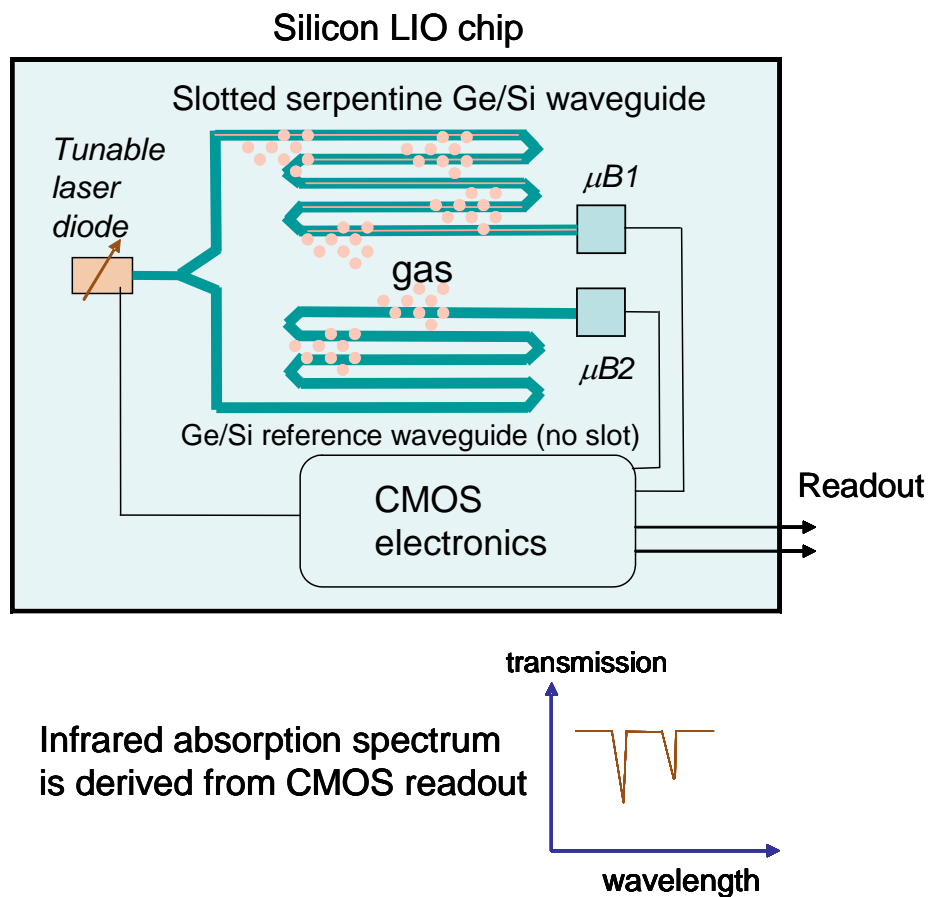 Silicon LIO chip
Slotted serpentine Ge/Si waveguide
Tunable
laser
diode
μB1
gas
μB2
Ge/Si reference waveguide (no slot)
CMOS
electronics
Readout
transmission
Infrared absorption spectrum
is derived from CMOS readout
wavelength